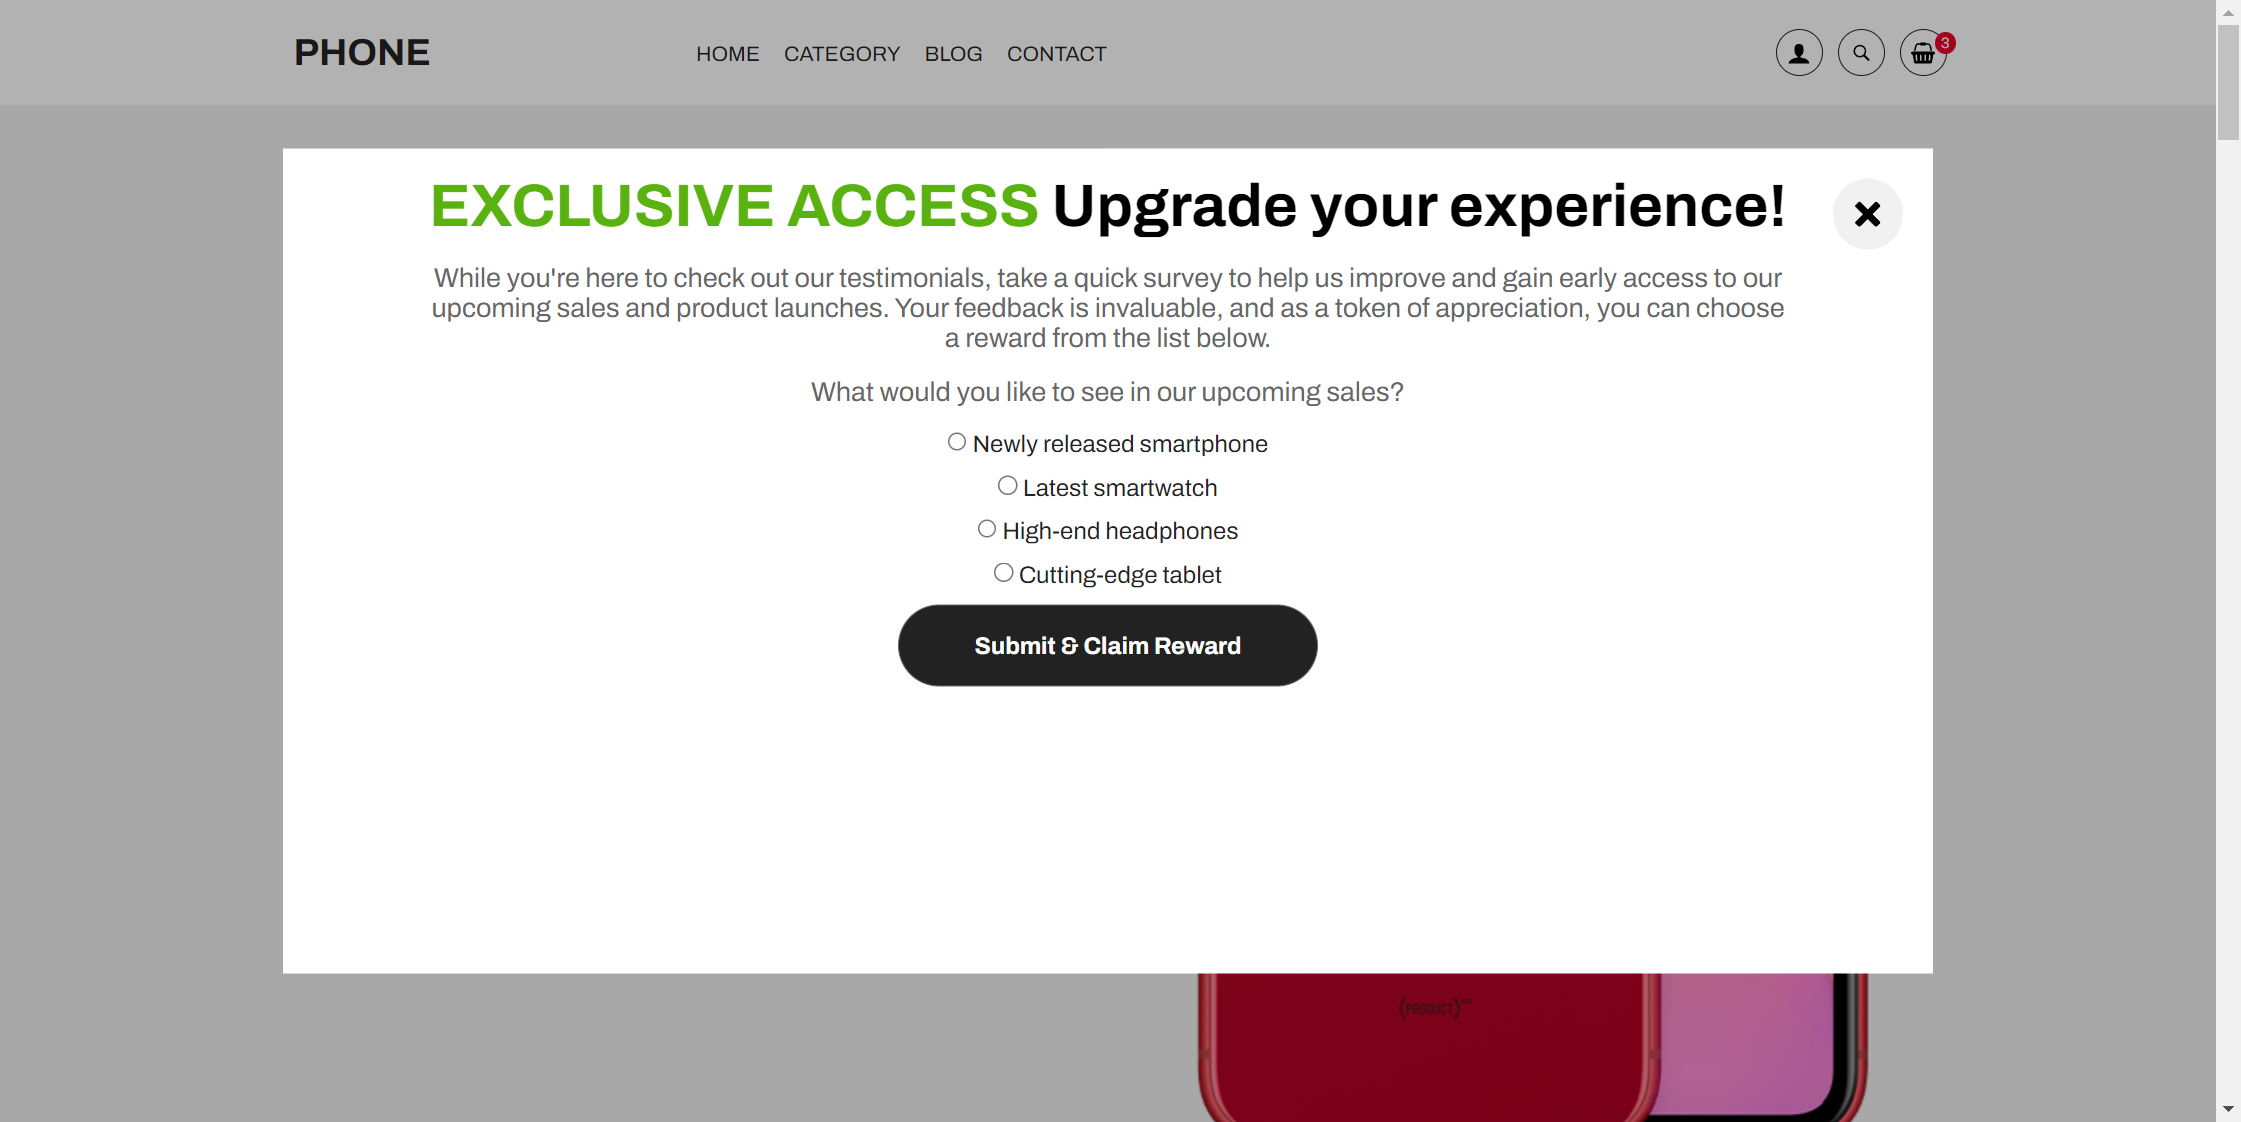 PHONE
HOME CATEGORY BLOG CONTACT
3
EXCLUSIVE ACCESS Upgrade your experience!
While you're here to check out our testimonials, take a quick survey to help us improve and gain early access to our
upcoming sales and product launches. Your feedback is invaluable, and as a token of appreciation, you can choose
a reward from the list below.
What would you like to see in our upcoming sales?
Newly released smartphone
Latest smartwatch
High-end headphones
Cutting-edge tablet
Submit & Claim Reward
(PRODUCT)